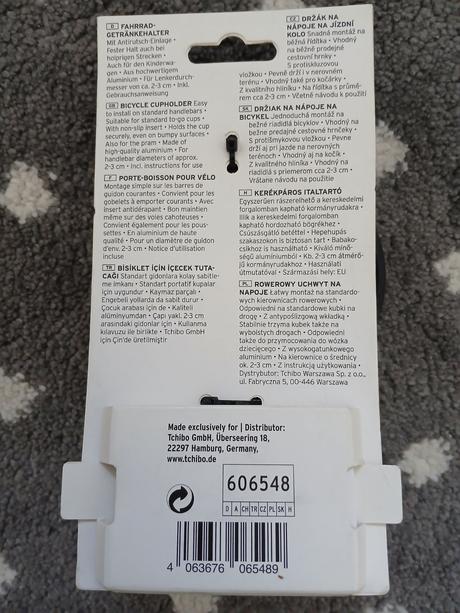 D FAHRRAD-
GETRÄNKEHALTER
Mit Antirutsch-Einlage •
Fester Halt auch bei
holprigen Strecken •
Auch für den Kinderwa-
gen • Aus hochwertigem
Aluminium • Für Lenkerdurch-
messer von ca. 2-3 cm • Inkl.
Gebrauchsanweisung
GB BICYCLE CUPHOLDER Easy
to install on standard handlebars •
Suitable for standard to-go cups •
With non-slip insert • Holds the cup
securely, even on bumpy surfaces •
Also for the pram • Made of
high-quality aluminium • For
handlebar diameters of approx.
2-3 cm • Incl. instructions for use
F PORTE-BOISSON POUR VÉLO
Montage simple sur les barres de
guidon courantes • Convient pour les
gobelets à emporter courants • Avec
insert antidérapant • Bon maintien
même sur des voies cahoteuses •
Convient également pour les pous-
settes • En aluminium de haute
qualité • Pour un diamètre de guidon
d'env. 2-3 cm • Notice d'utilisation
incluse
TR BİSİKLET İÇİN İÇECEK TUTA-
CAĞI Standart gidonlara kolay sabitle-
me imkanı • Standart portatif kupalar
için uygundur • Kaymaz parçalı •
Engebeli yollarda da sabit durur •
Çocuk arabası için de • Kaliteli
alüminyumdan • Çapı yakl. 2-3 cm
arasındaki gidonlar için • Kullanma
kılavuzu ile birlikte • Tchibo GmbH
için Çin'de üretilmiştir
CZ DRŽÁK NA
NÁPOJE NA JÍZDNÍ
KOLO Snadná montáž na
běžná řídítka • Vhodný
na běžně prodejné
cestovní hrnky •
S protiskluzovou
vložkou • Pevně drží i v nerovném
terénu • Vhodný také pro kočárky •
Z kvalitního hliníku • Na řídítka s průmě-
rem cca 2-3 cm • Včetně návodu k použití
SK DRŽIAK NA NÁPOJE NA
BICYKEL Jednoduchá montáž na
bežné riadidlá bicyklov • Vhodný na
bežne predajné cestovné hrnčeky •
S protišmykovou vložkou • Pevne
drží aj pri jazde na nerovných
terénoch • Vhodný aj na kočík •
Z kvalitného hliníka • Vhodný na
riadidlá s priemerom cca 2-3 cm •
Vrátane návodu na použitie
H KERÉKPÁROS ITALTARTÓ
Egyszerűen rászerelhető a kereskedelmi
forgalomban kapható kormányrudakra •
Illik a kereskedelmi forgalomban
kapható hordozható bögrékhez •
Csúszásgátló betéttel • Hepehupás
szakaszokon is biztosan tart • Babako-
csikhoz is használható • Kiváló minő-
ségű alumíniumból • Kb. 2-3 cm átmérő-
jű kormányrudakhoz • Használati
útmutatóval • Származási hely: EU
PL ROWEROWY UCHWYT NA
NAPOJE Łatwy montaż na standardo-
wych kierownicach rowerowych •
Odpowiedni na standardowe kubki na
drogę • Z antypoślizgową wkładką •
Stabilnie trzyma kubek także na
wyboistych drogach • Odpowiedni
także do przymocowania do wózka
dziecięcego • Z wysokogatunkowego
aluminium • Na kierownice o średnicy
ok. 2-3 cm • Z instrukcją użytkowania •
Dystrybutor: Tchibo Warszawa Sp. z o.o.,
ul. Fabryczna 5, 00-446 Warszawa
Made exclusively for | Distributor:
Tchibo GmbH, Überseering 18,
22297 Hamburg, Germany,
www.tchibo.de
606548
D A CH TR CZ PL SK H
4 063676 065489